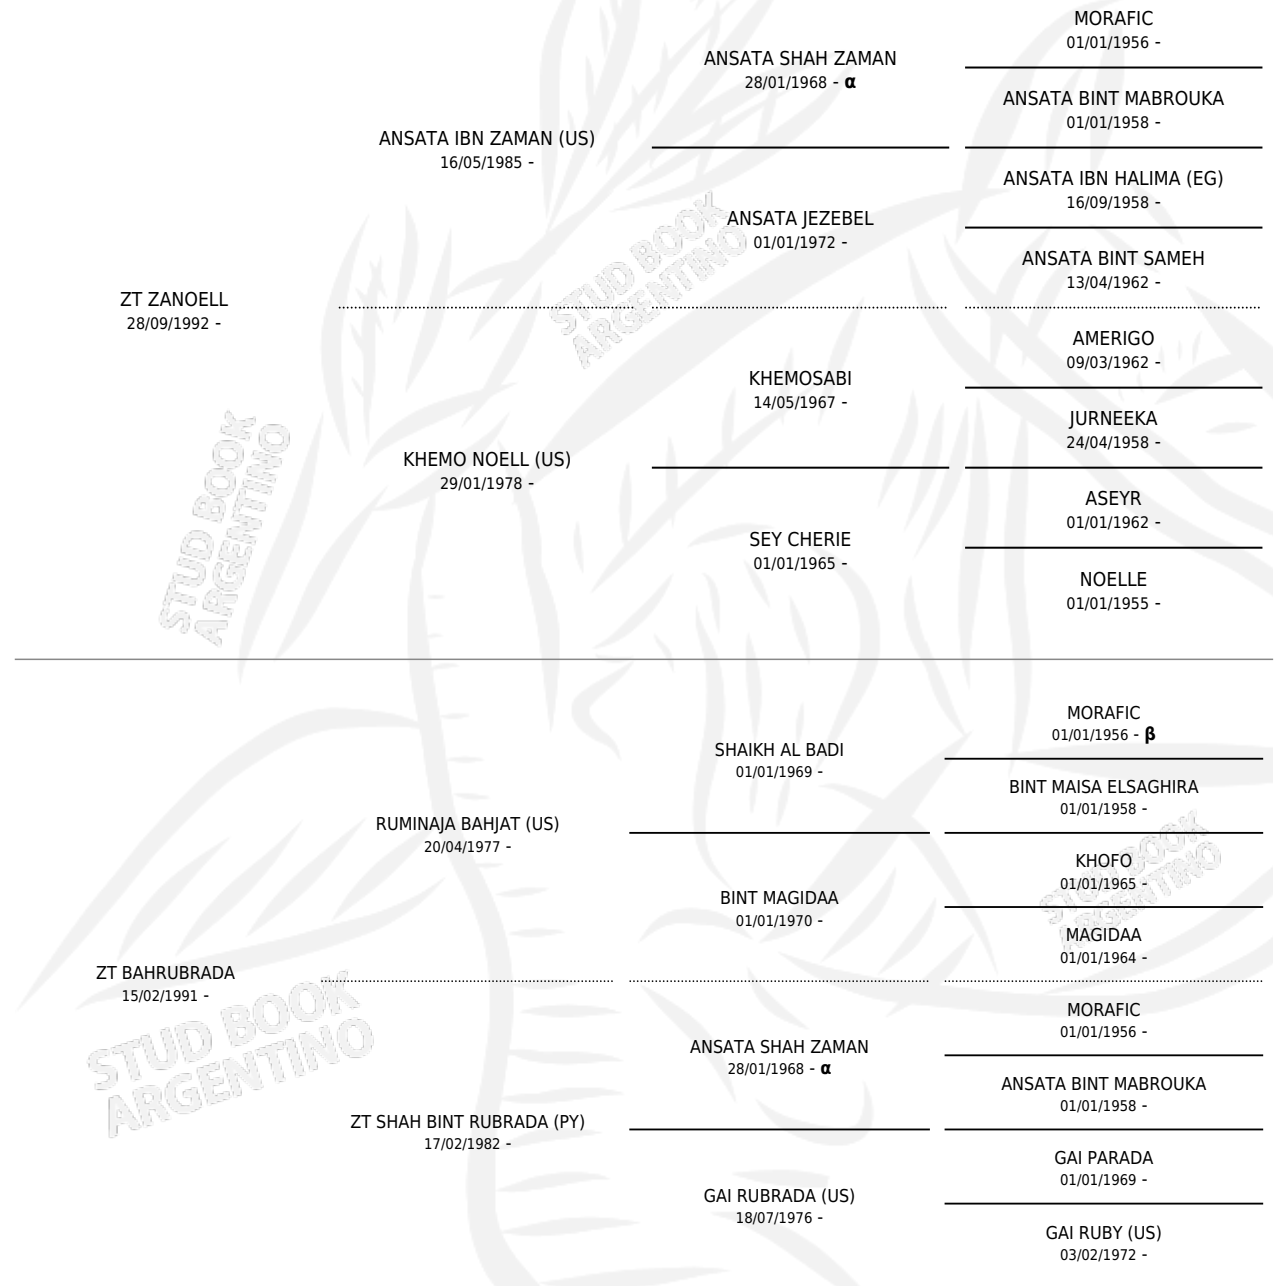 MORAFIC
01/01/1956 -
ANSATA SHAH ZAMAN
28/01/1968 - α
ANSATA BINT MABROUKA
01/01/1958 -
ANSATA IBN ZAMAN (US)
16/05/1985 -
ANSATA IBN HALIMA (EG)
16/09/1958 -
ANSATA JEZEBEL
01/01/1972 -
ANSATA BINT SAMEH
13/04/1962 -
ZT ZANOELL
28/09/1992 -
AMERIGO
09/03/1962 -
KHEMOSABI
14/05/1967 -
JURNEEKA
24/04/1958 -
KHEMO NOELL (US)
29/01/1978 -
ASEYR
01/01/1962 -
SEY CHERIE
01/01/1965 -
NOELLE
01/01/1955 -
STUD BOOK
ARGENTINO
STUD BOOK
ARGENTINO
MORAFIC
01/01/1956 - β
SHAIKH AL BADI
01/01/1969 -
BINT MAISA ELSAGHIRA
01/01/1958 -
RUMINAJA BAHJAT (US)
20/04/1977 -
KHOFO
01/01/1965 -
BINT MAGIDAA
01/01/1970 -
MAGIDAA
01/01/1964 -
ZT BAHRUBRADA
15/02/1991 -
MORAFIC
01/01/1956 -
ANSATA SHAH ZAMAN
28/01/1968 - α
ANSATA BINT MABROUKA
01/01/1958 -
ZT SHAH BINT RUBRADA (PY)
17/02/1982 -
GAI PARADA
01/01/1969 -
GAI RUBRADA (US)
18/07/1976 -
GAI RUBY (US)
03/02/1972 -
STUD BOOK
ARGENTINO
STUD BOOK
ARGENTINO